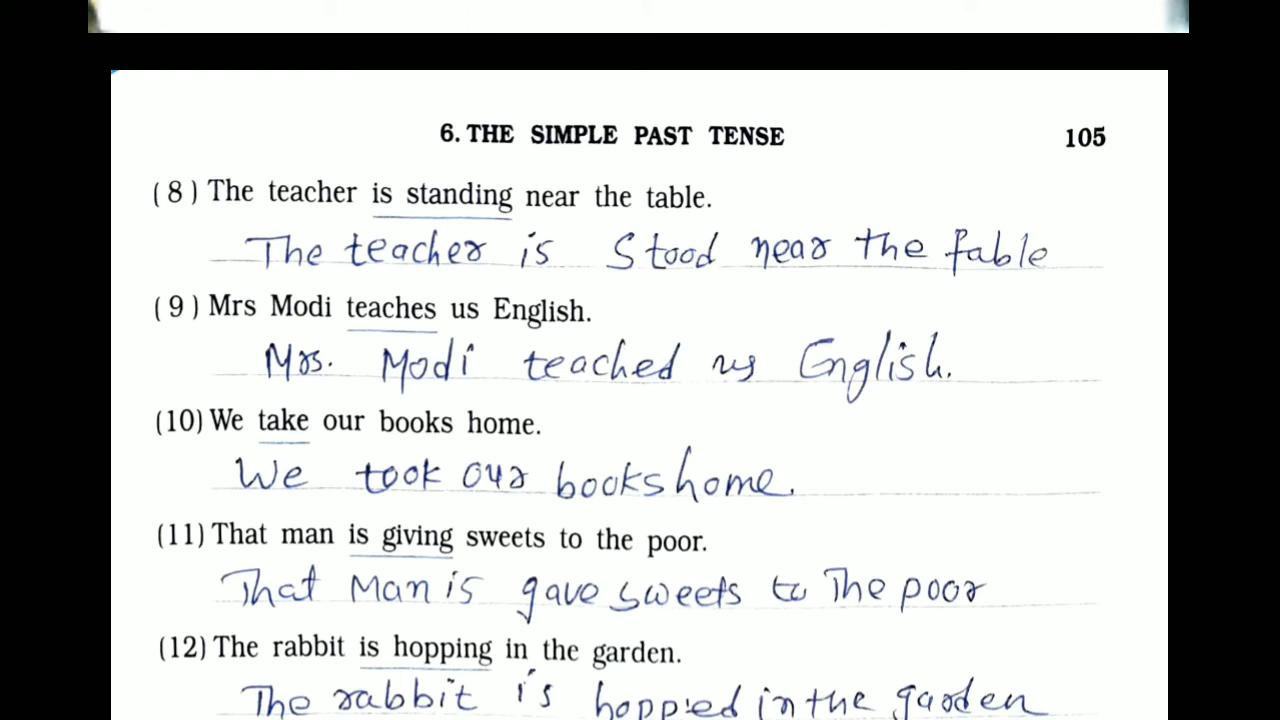 6. THE SIMPLE PAST TENSE 105
(8) The teacher is standing near the table.
The teacher is Stood near the fable
(9) Mrs Modi teaches us English.
Mrs. Modi teached us English.
(10) We take our books home.
We took our books home.
(11) That man is giving sweets to the poor.
That Man is gave sweets to The poor
(12) The rabbit is hopping in the garden.
The rabbit is hopped in the garden